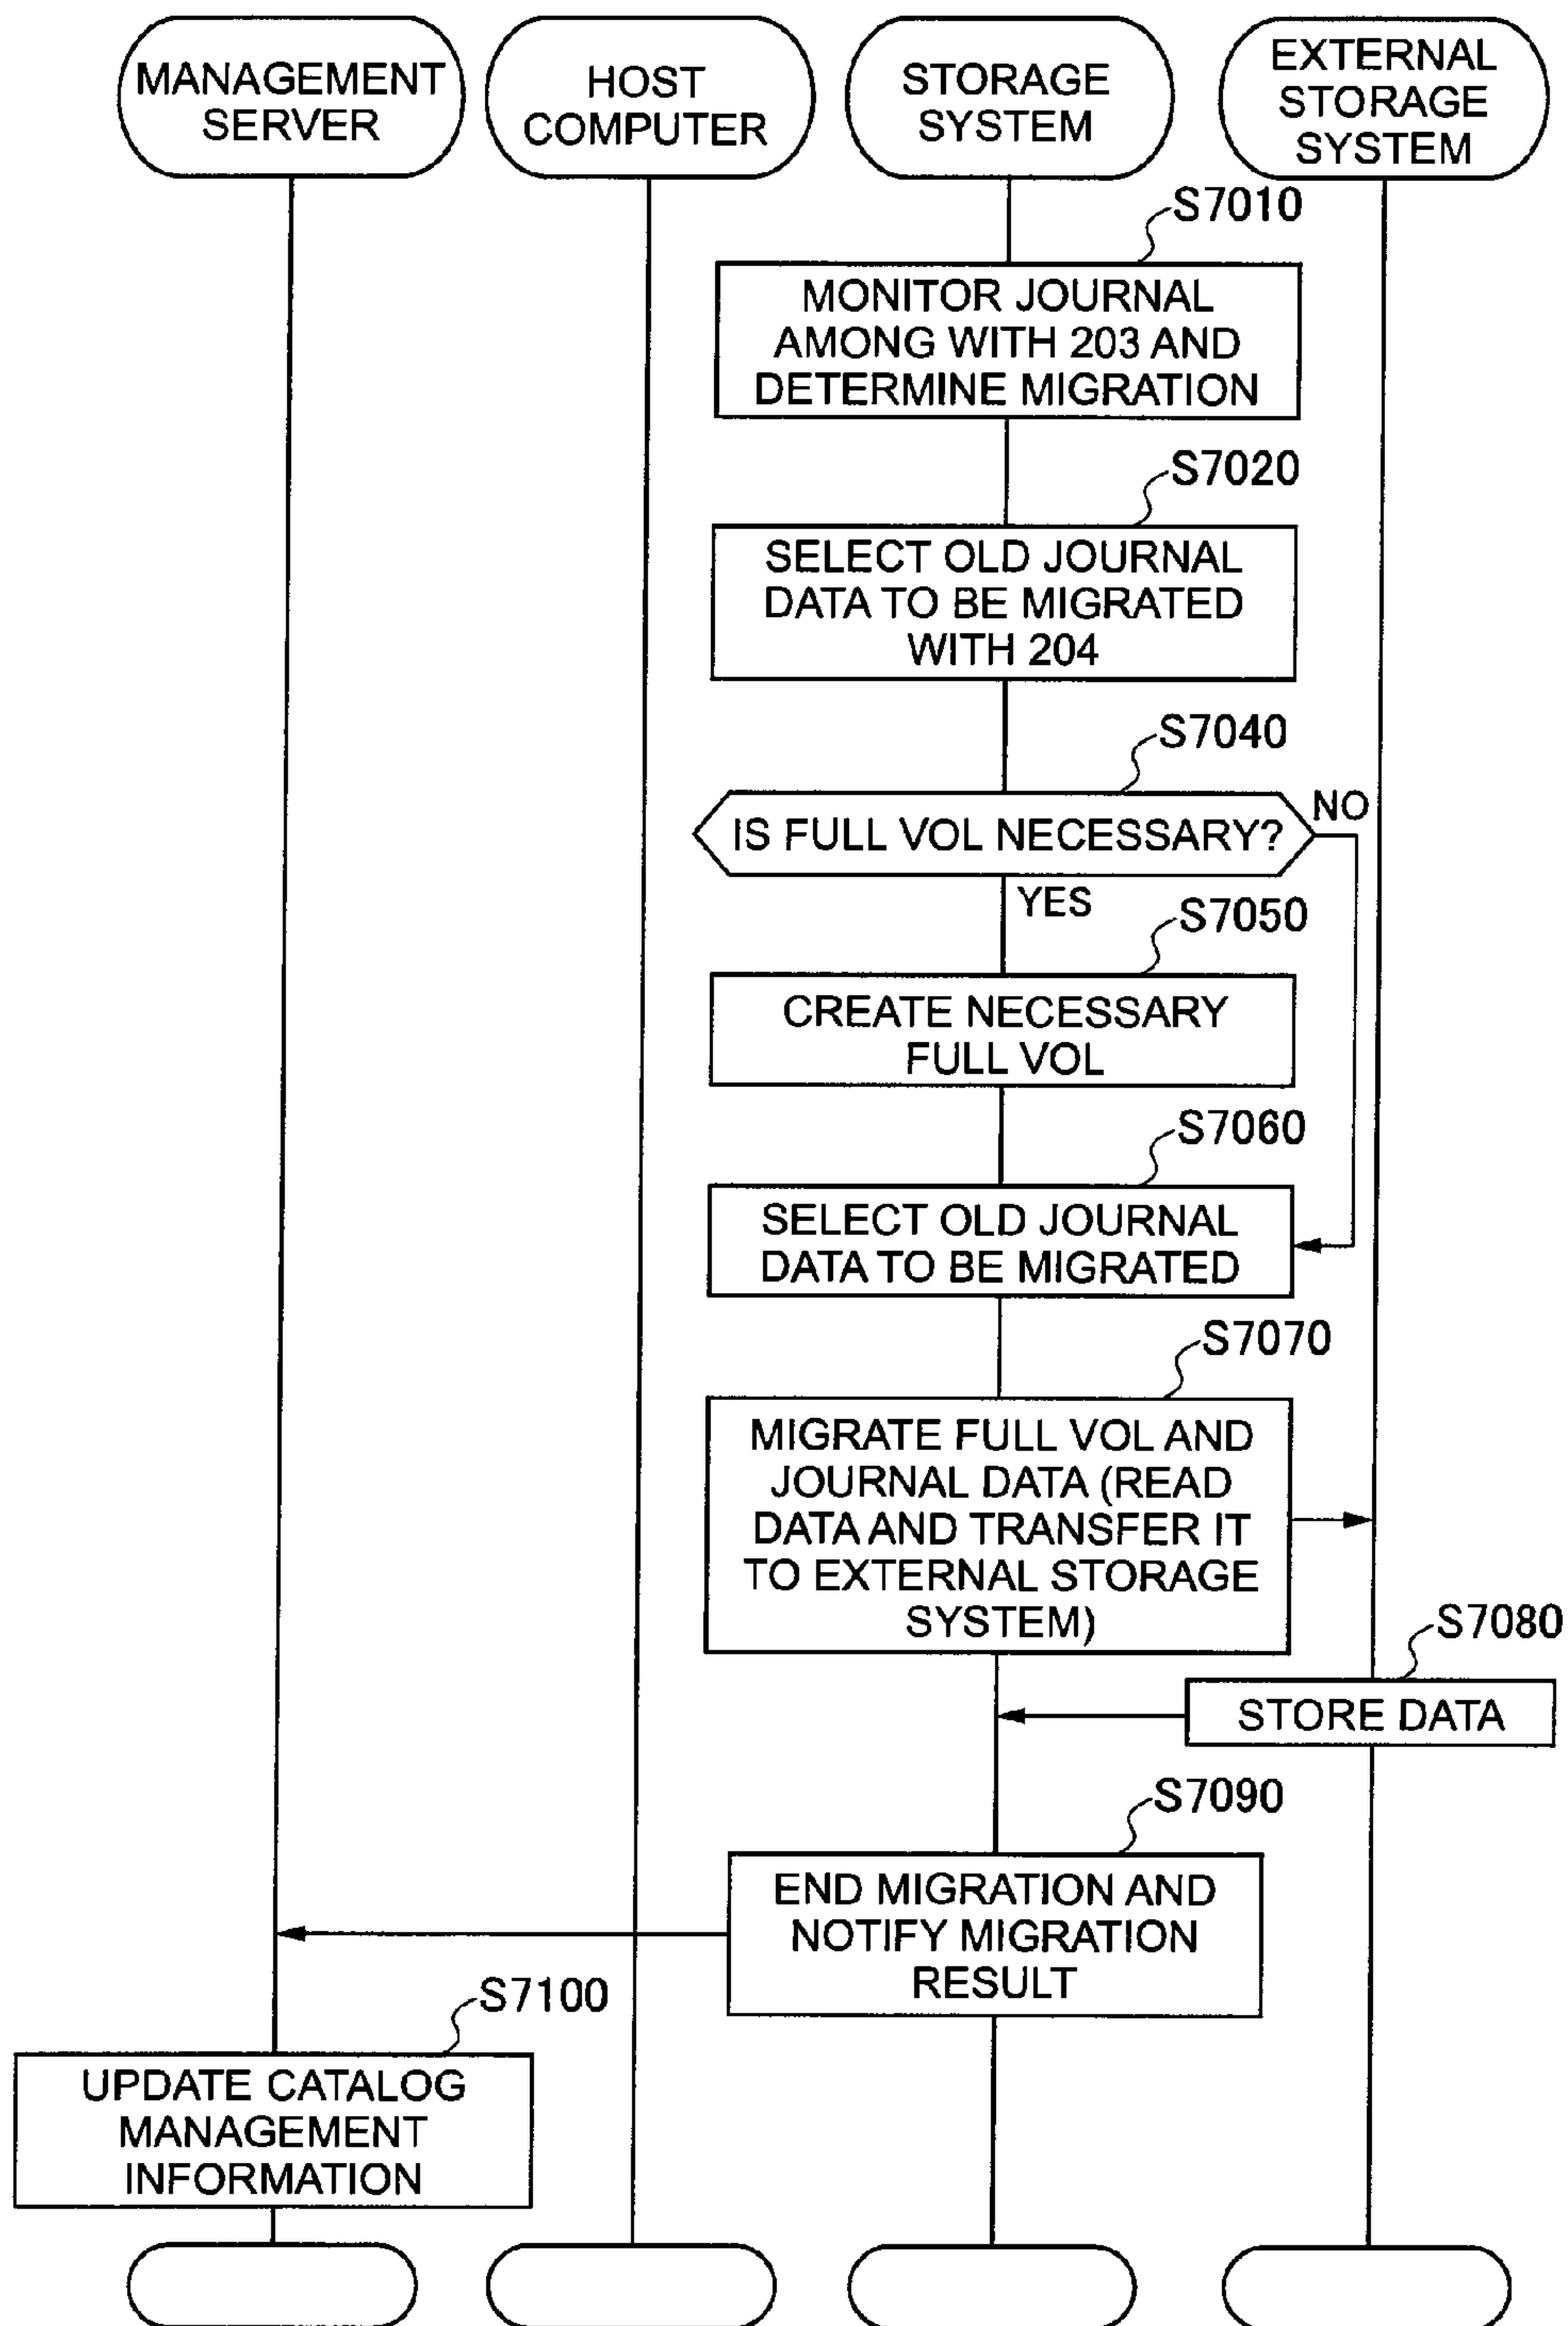 MANAGEMENT
SERVER
HOST
COMPUTER
STORAGE
SYSTEM
EXTERNAL
STORAGE
SYSTEM
S7010
MONITOR JOURNAL
AMONG WITH 203 AND
DETERMINE MIGRATION
S7020
SELECT OLD JOURNAL
DATA TO BE MIGRATED
WITH 204
S7040
IS FULL VOL NECESSARY?
NO
YES
S7050
CREATE NECESSARY
FULL VOL
S7060
SELECT OLD JOURNAL
DATA TO BE MIGRATED
S7070
MIGRATE FULL VOL AND
JOURNAL DATA (READ
DATA AND TRANSFER IT
TO EXTERNAL STORAGE
SYSTEM)
S7080
STORE DATA
S7090
END MIGRATION AND
NOTIFY MIGRATION
RESULT
S7100
UPDATE CATALOG
MANAGEMENT
INFORMATION